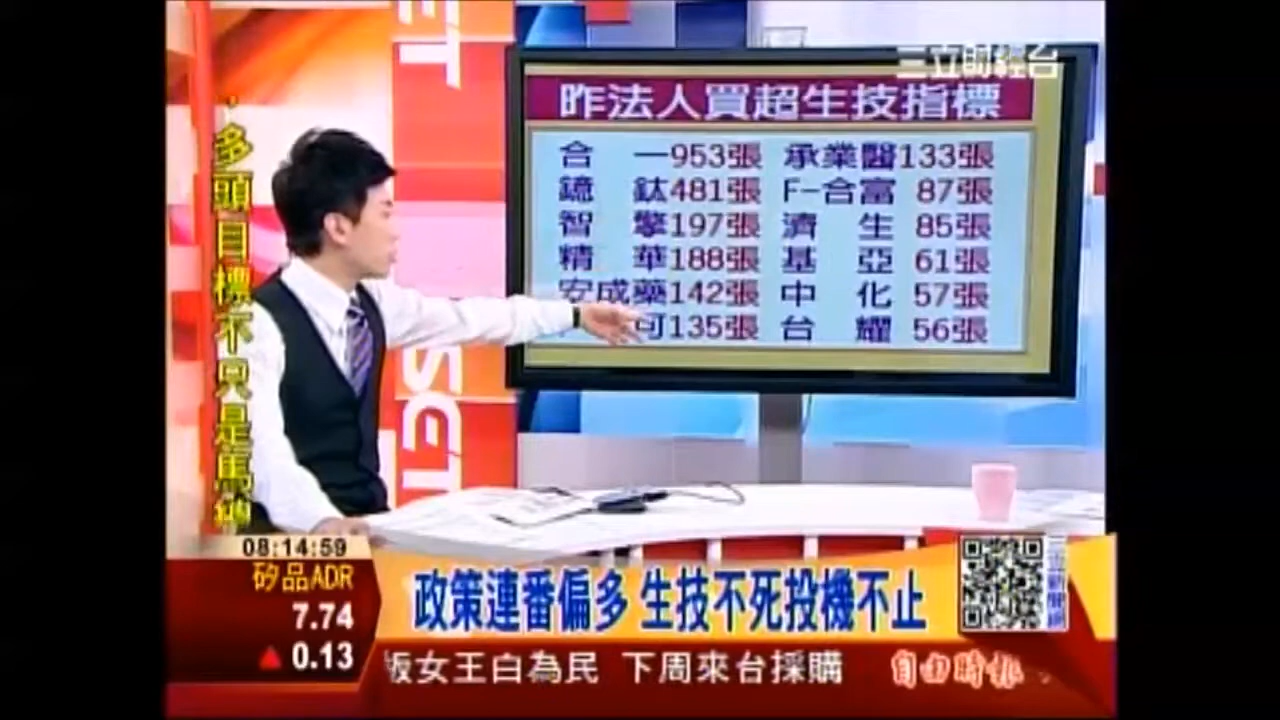 三立財經台
昨法人買超生技指標
合一953張 承業醫133張
鐿鈦481張 F-合富 87張
智擎197張 濟生 85張
精華188張 基亞 61張
安成藥142張 中化 57張
可135張 台耀 56張
多頭目標不只是馬總
SET
08:14:59
矽品ADR
7.74
▲0.13
政策連番偏多 生技不死投機不止
版女王白為民 下周來台採購
自由時報